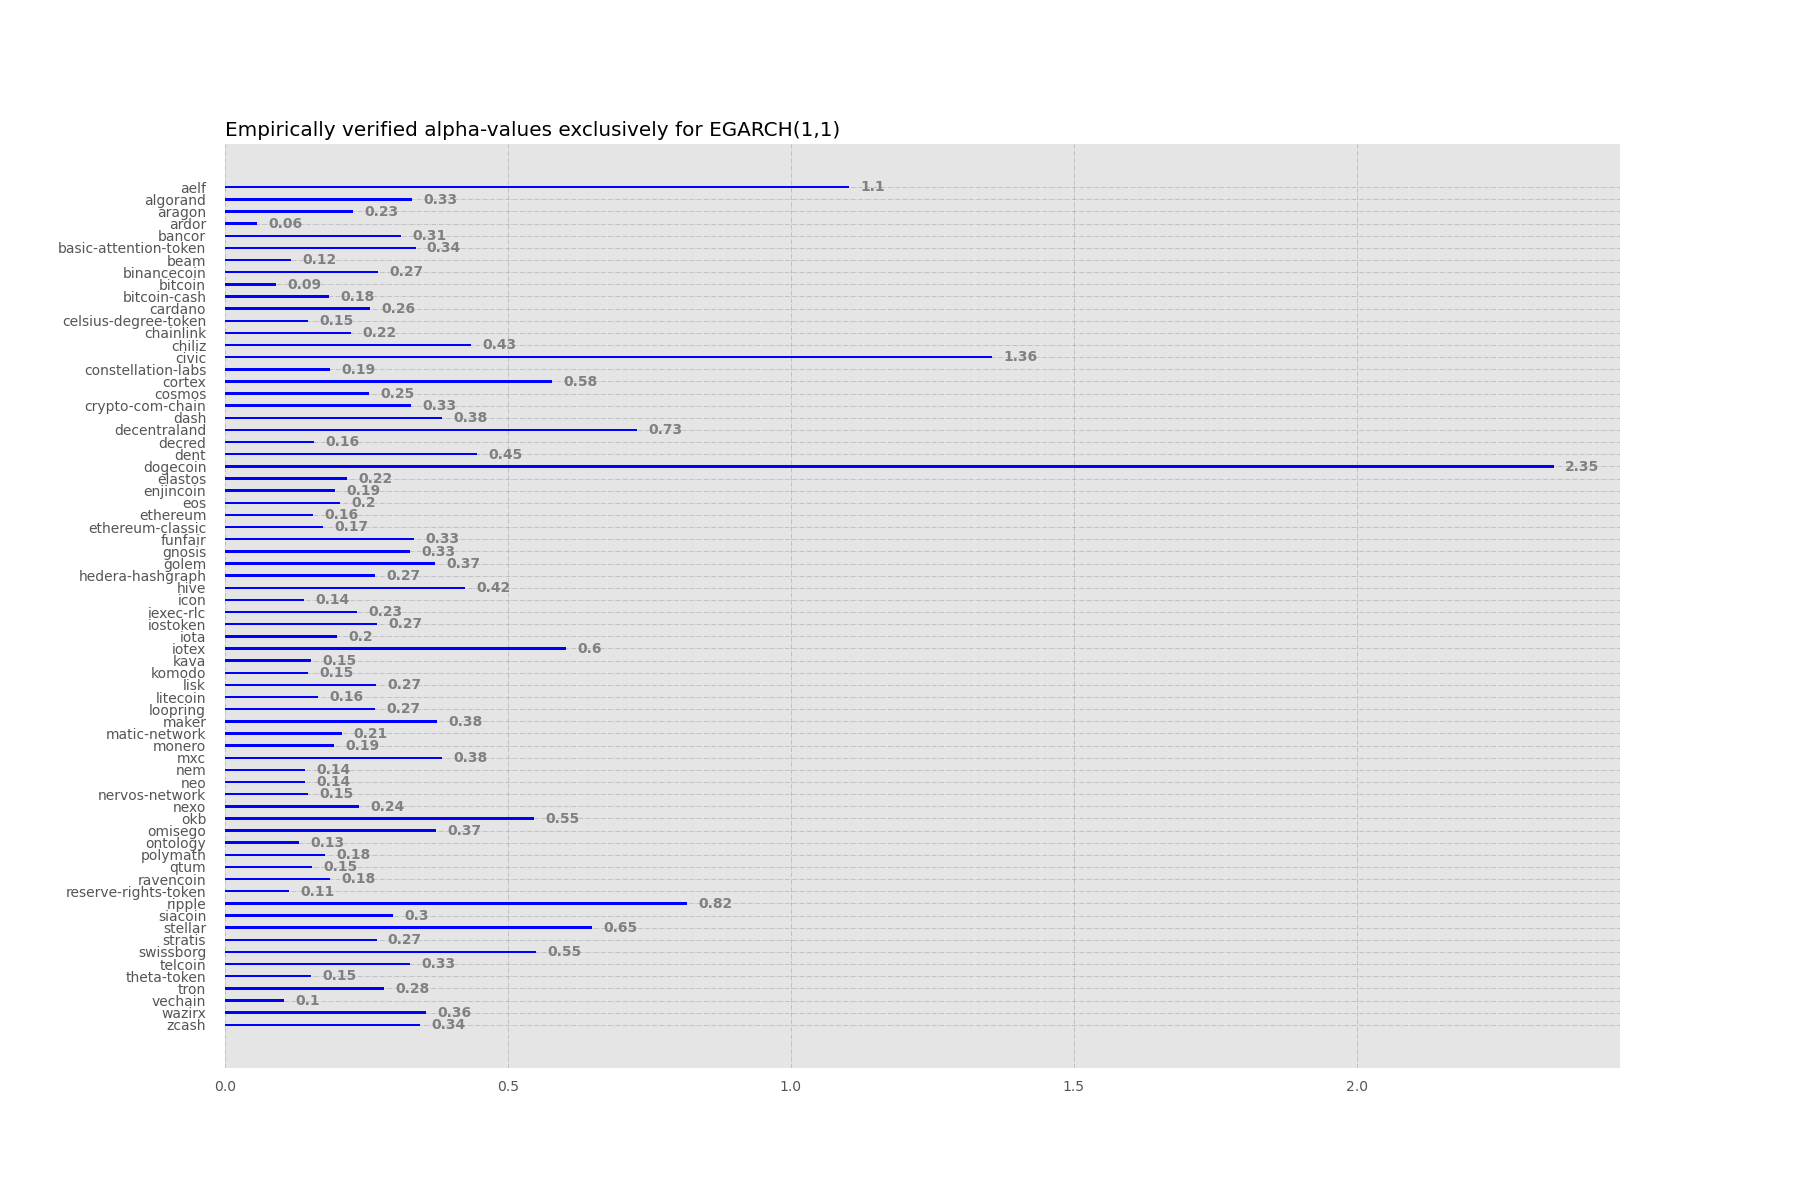 Empirically verified alpha-values exclusively for EGARCH(1,1)
aelf 1.1
algorand 0.33
aragon 0.23
ardor 0.06
bancor 0.31
basic-attention-token 0.34
beam 0.12
binancecoin 0.27
bitcoin 0.09
bitcoin-cash 0.18
cardano 0.26
celsius-degree-token 0.15
chainlink 0.22
chiliz 0.43
civic 1.36
constellation-labs 0.19
cortex 0.58
cosmos 0.25
crypto-com-chain 0.33
dash 0.38
decentraland 0.73
decred 0.16
dent 0.45
dogecoin 2.35
elastos 0.22
enjincoin 0.19
eos 0.2
ethereum 0.16
ethereum-classic 0.17
funfair 0.33
gnosis 0.33
golem 0.37
hedera-hashgraph 0.27
hive 0.42
icon 0.14
iexec-rlc 0.23
iostoken 0.27
iota 0.2
iotex 0.6
kava 0.15
komodo 0.15
lisk 0.27
litecoin 0.16
loopring 0.27
maker 0.38
matic-network 0.21
monero 0.19
mxc 0.38
nem 0.14
neo 0.14
nervos-network 0.15
nexo 0.24
okb 0.55
omisego 0.37
ontology 0.13
polymath 0.18
qtum 0.15
ravencoin 0.18
reserve-rights-token 0.11
ripple 0.82
siacoin 0.3
stellar 0.65
stratis 0.27
swissborg 0.55
telcoin 0.33
theta-token 0.15
tron 0.28
vechain 0.1
wazirx 0.36
zcash 0.34
0.0 0.5 1.0 1.5 2.0